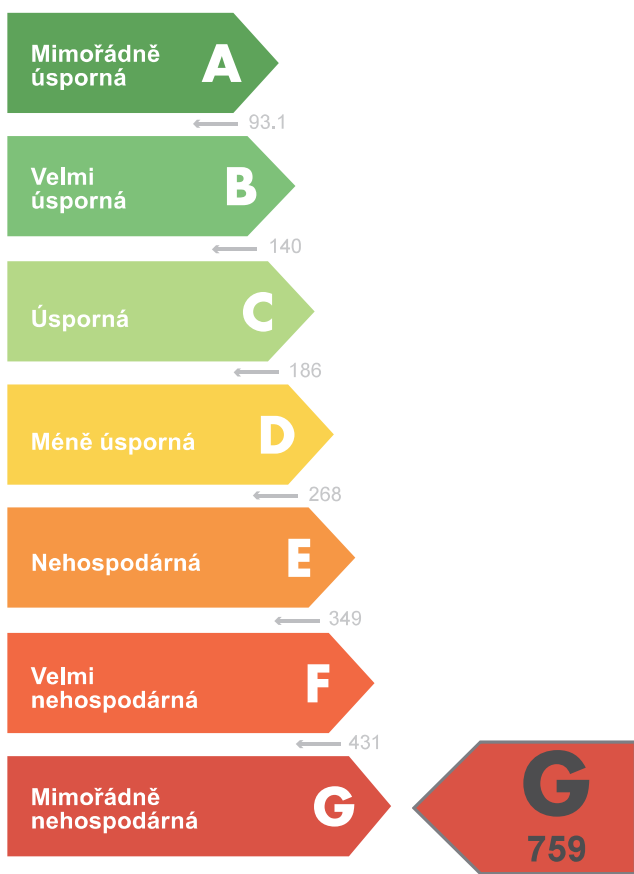 Mimořádně
úsporná
A
93.1
Velmi
úsporná
B
140
Úsporná
C
186
Méně úsporná
D
268
Nehospodárná
E
349
Velmi
nehospodárná
F
431
Mimořádně
nehospodárná
G
G
759